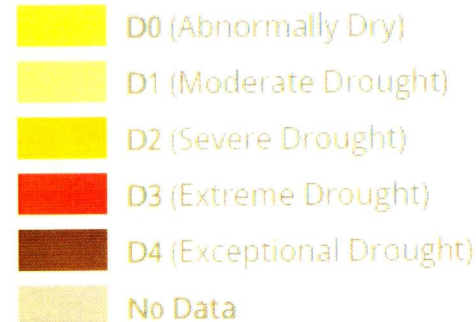 D0 (Abnormally Dry)
D1 (Moderate Drought)
D2 (Severe Drought)
D3 (Extreme Drought)
D4 (Exceptional Drought)
No Data